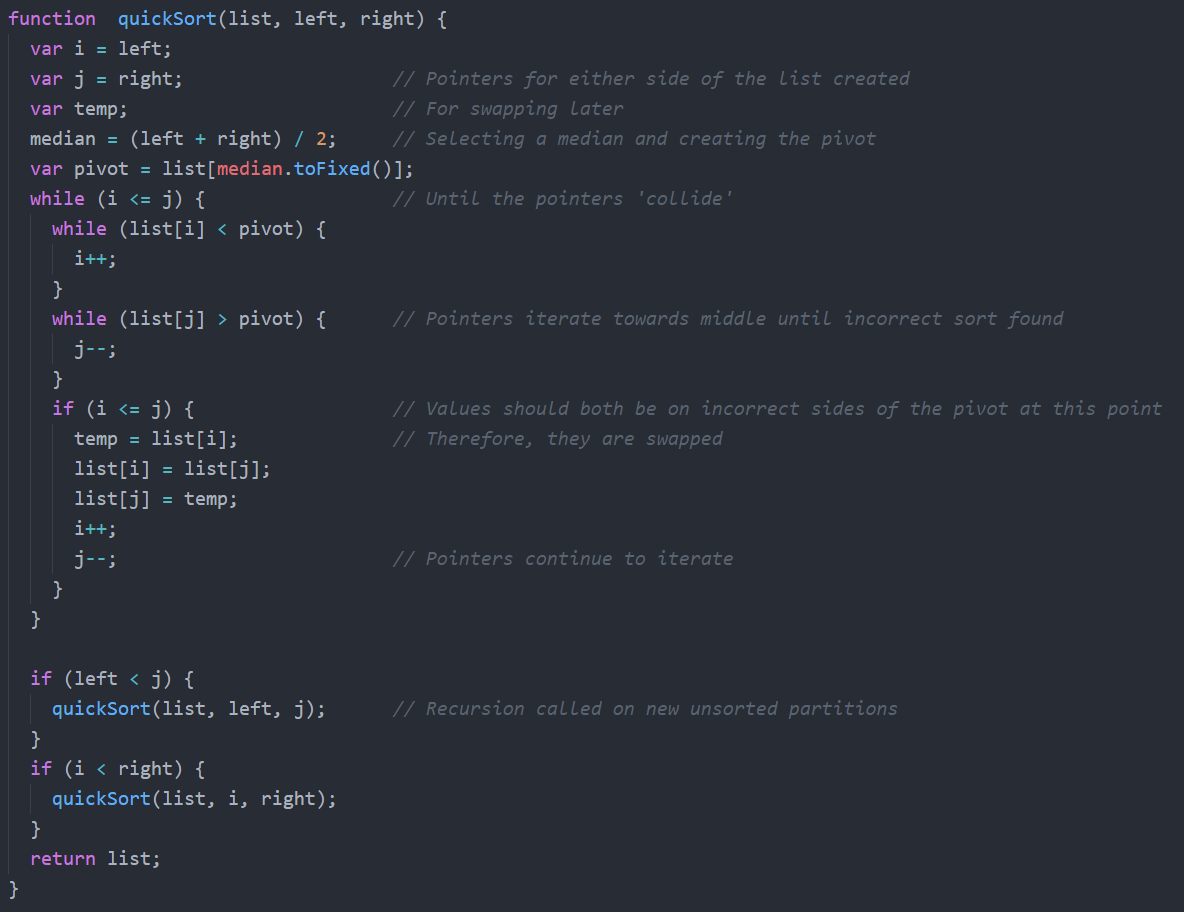 function  quickSort(list, left, right) {
  var i = left;
  var j = right;                   // Pointers for either side of the list created
  var temp;                        // For swapping later
  median = (left + right) / 2;     // Selecting a median and creating the pivot
  var pivot = list[median.toFixed()];
  while (i <= j) {                 // Until the pointers 'collide'
    while (list[i] < pivot) {
      i++;
    }
    while (list[j] > pivot) {      // Pointers iterate towards middle until incorrect sort found
      j--;
    }
    if (i <= j) {                  // Values should both be on incorrect sides of the pivot at this point
      temp = list[i];              // Therefore, they are swapped
      list[i] = list[j];
      list[j] = temp;
      i++;
      j--;                         // Pointers continue to iterate
    }
  }

  if (left < j) {
    quickSort(list, left, j);      // Recursion called on new unsorted partitions
  }
  if (i < right) {
    quickSort(list, i, right);
  }
  return list;
}